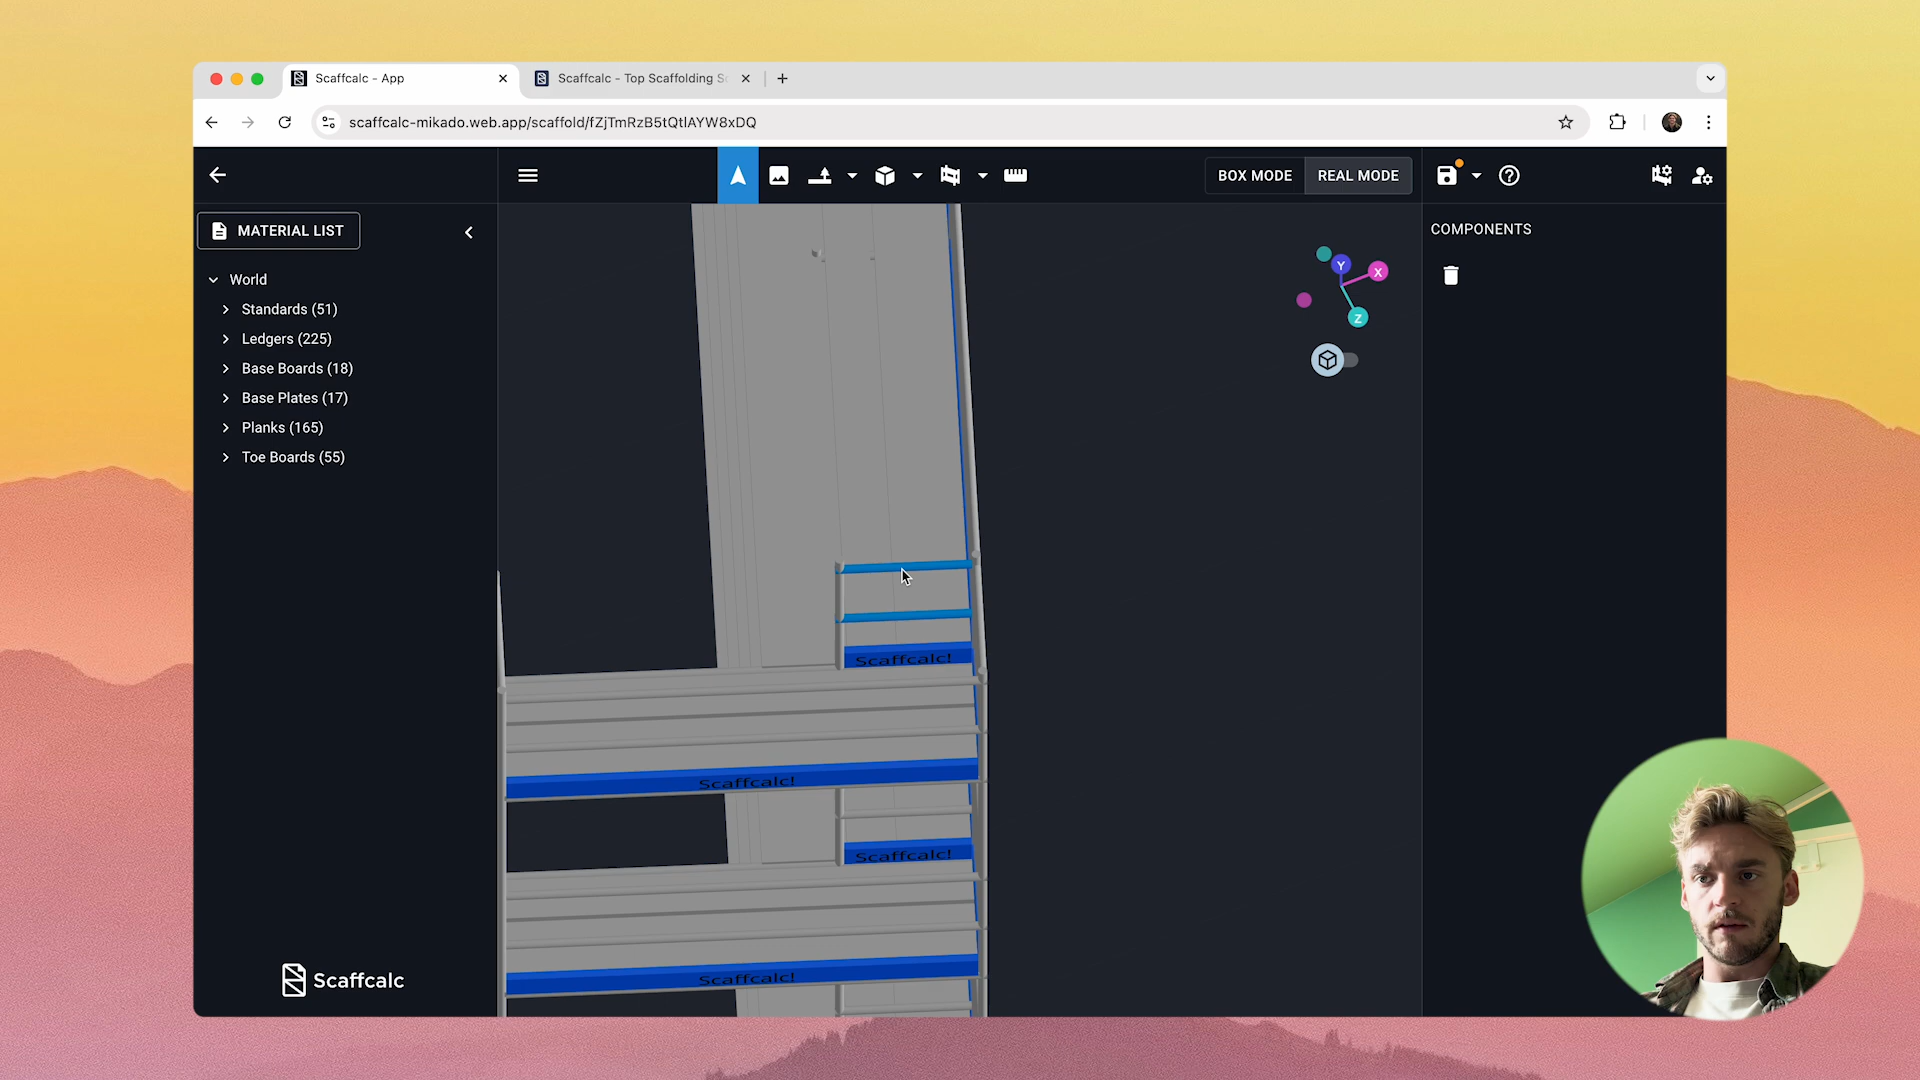 Scaffcalc - App
Scaffcalc - Top Scaffolding S
scaffcalc-mikado.web.app/scaffold/fZjTmRzB5tQtlAYW8xDQ
BOX MODE
REAL MODE
MATERIAL LIST
World
Standards (51)
Ledgers (225)
Base Boards (18)
Base Plates (17)
Planks (165)
Toe Boards (55)
Scaffcalc
COMPONENTS
Y
X
Z
Scaffcalc!
Scaffcalc!
Scaffcalc!
Scaffcalc!